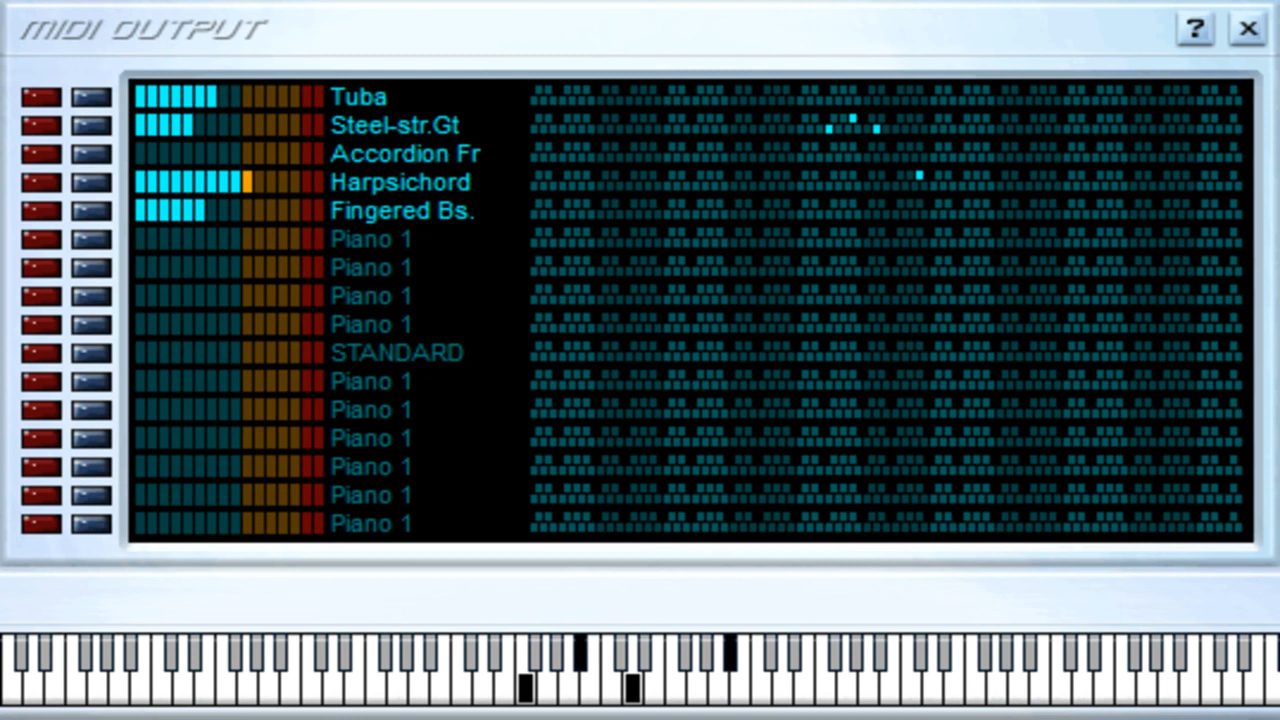 MIDI OUTPUT
? ×
Tuba
Steel-str.Gt
Accordion Fr
Harpsichord
Fingered Bs.
Piano 1
Piano 1
Piano 1
Piano 1
STANDARD
Piano 1
Piano 1
Piano 1
Piano 1
Piano 1
Piano 1